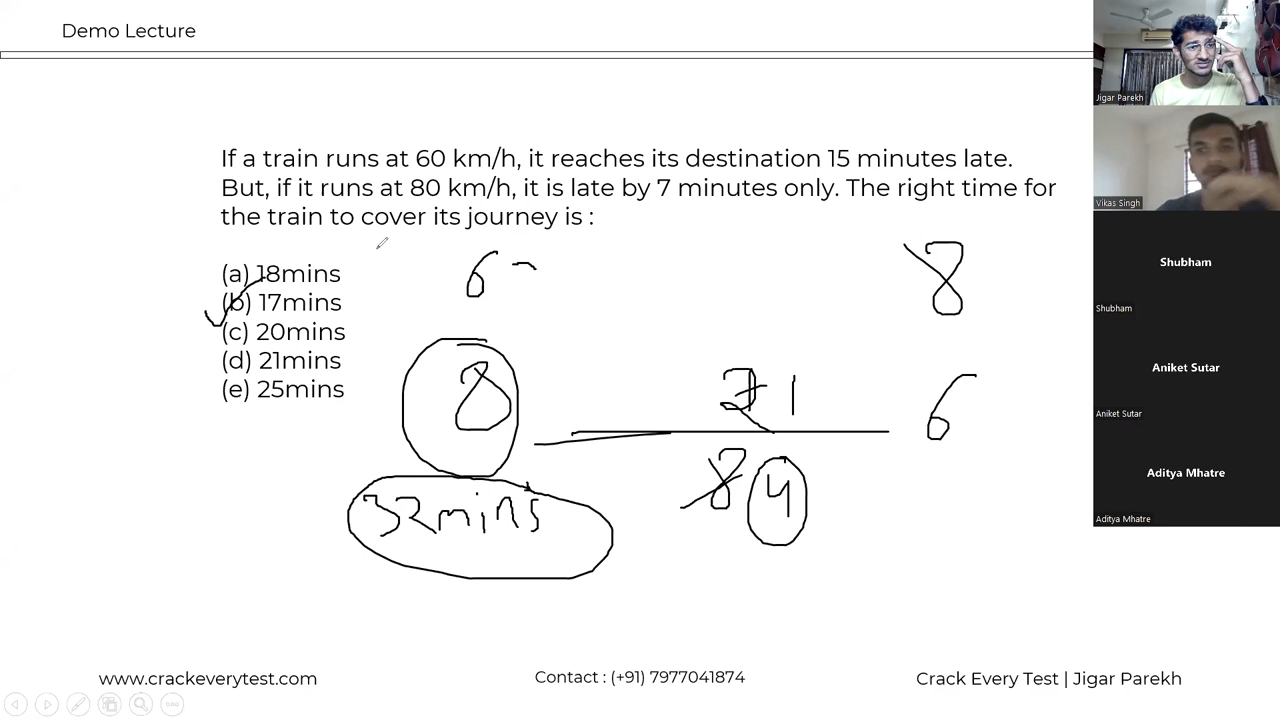 Demo Lecture
Jigar Parekh
Vikas Singh
If a train runs at 60 km/h, it reaches its destination 15 minutes late.
But, if it runs at 80 km/h, it is late by 7 minutes only. The right time for
the train to cover its journey is :
(a) 18mins
(b) 17mins
(c) 20mins
(d) 21mins
(e) 25mins
6
8
8
2 1
6
8 4
32mins
Shubham
Shubham
Aniket Sutar
Aniket Sutar
Aditya Mhatre
Aditya Mhatre
www.crackeverytest.com
Contact : (+91) 7977041874
Crack Every Test | Jigar Parekh